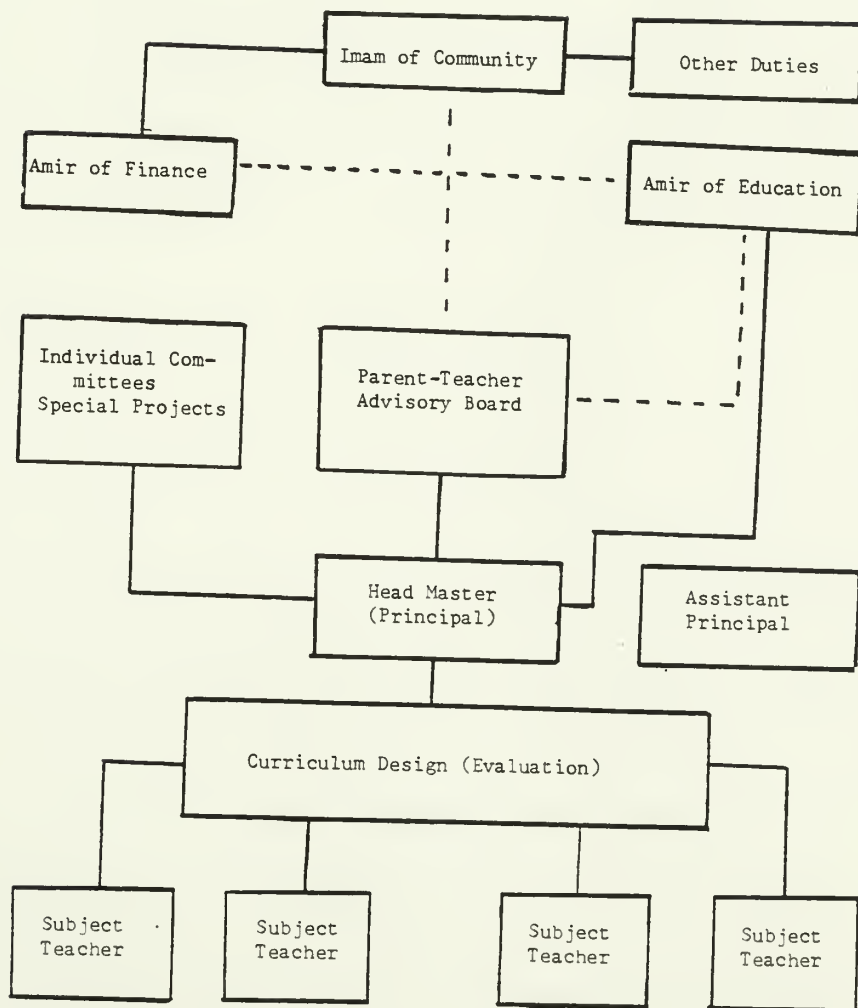 Imam of Community
Other Duties
Amir of Finance
Amir of Education
Individual Com-
mittees
Special Projects
Parent-Teacher
Advisory Board
Head Master
(Principal)
Assistant
Principal
Curriculum Design (Evaluation)
Subject
Teacher
Subject
Teacher
Subject
Teacher
Subject
Teacher